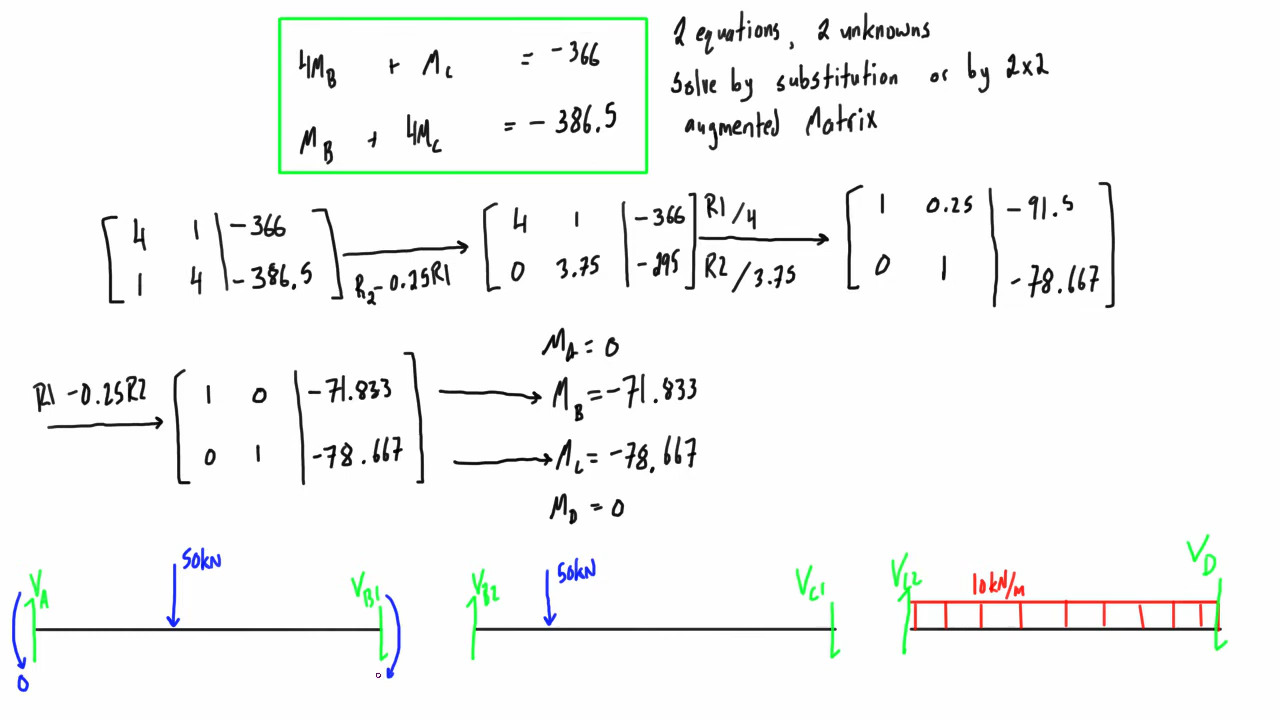 4M_B + M_C = -366
M_B + 4M_C = -386.5
2 equations, 2 unknowns
solve by substitution or by 2x2
augmented Matrix
[4 1 | -366]
[1 4 | -386.5]
R_2 - 0.25R1
[4 1 | -366]
[0 3.75 | -295]
R1/4
R2/3.75
[1 0.25 | -91.5]
[0 1 | -78.667]
R1 - 0.25R2
[1 0 | -71.833]
[0 1 | -78.667]
M_A = 0
M_B = -71.833
M_C = -78.667
M_D = 0
V_A
50kN
V_B1
0
V_B2
50kN
V_C1
V_C2
10kN/m
V_D